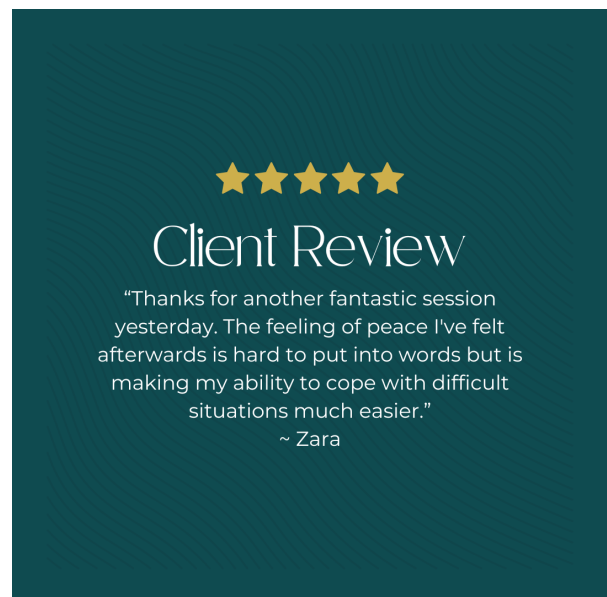 Client Review
“Thanks for another fantastic session
yesterday. The feeling of peace I've felt
afterwards is hard to put into words but is
making my ability to cope with difficult
situations much easier.”
~ Zara